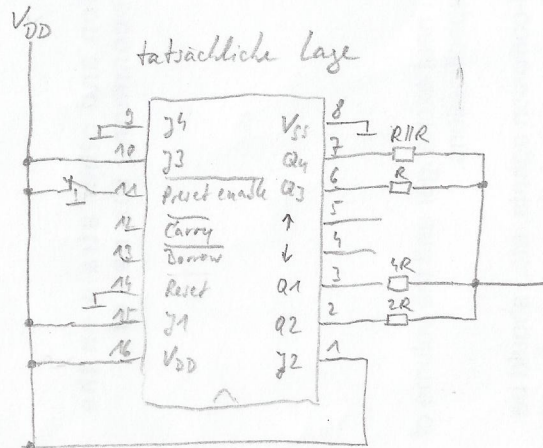 VDD
tatsächliche Lage
9 J4 VSS 8
10 J3 Q4 7 R||R
11 Preset enable Q3 6 R
12 Carry ↑ 5
13 Borrow ↓ 4
14 Reset Q1 3 4R
15 J1 Q2 2 2R
16 VDD J2 1